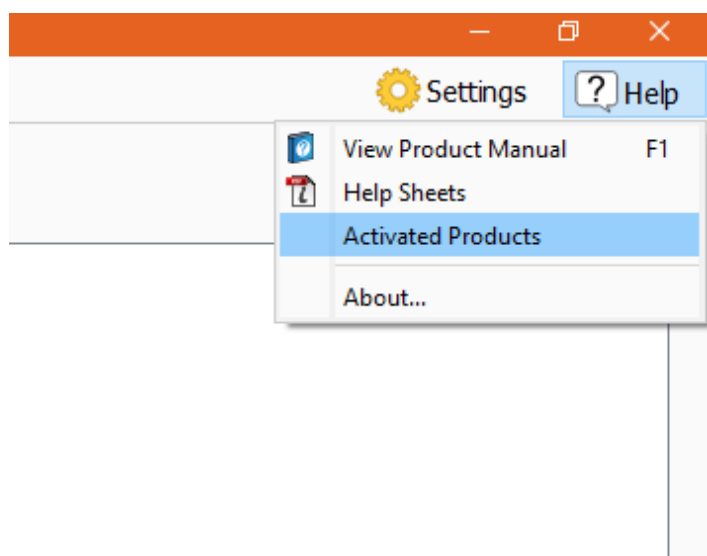 Settings
Help
View Product Manual F1
Help Sheets
Activated Products
About...